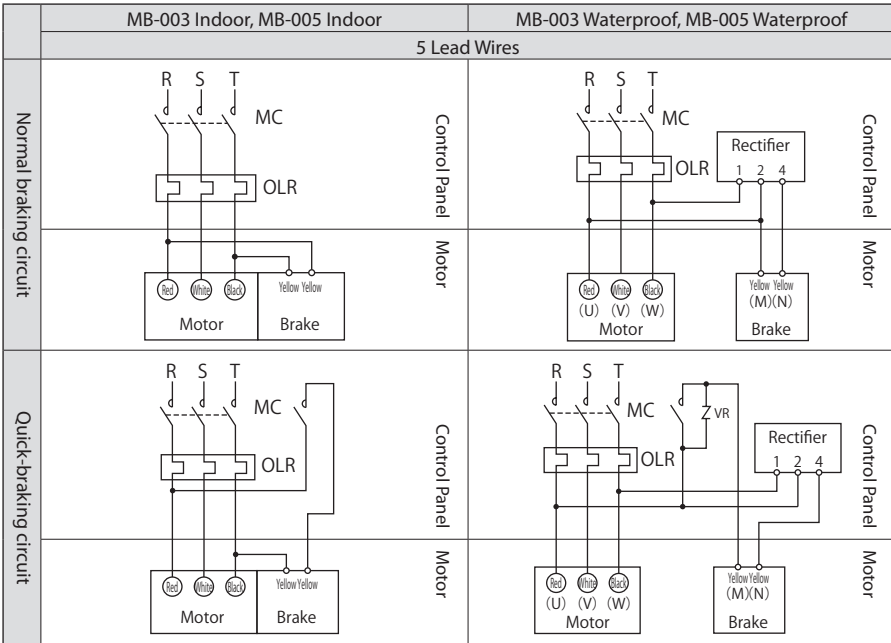 MB-003 Indoor, MB-005 Indoor
MB-003 Waterproof, MB-005 Waterproof
5 Lead Wires
Normal braking circuit
R S T
MC
OLR
Control Panel
Motor
Red White Black
Yellow Yellow
Motor
Brake
R S T
MC
OLR
Rectifier
1 2 4
Control Panel
Motor
Red White Black
(U) (V) (W)
Motor
Yellow Yellow
(M)(N)
Brake
Quick-braking circuit
R S T
MC
OLR
Control Panel
Motor
Red White Black
Yellow Yellow
Motor
Brake
R S T
MC
VR
OLR
Rectifier
1 2 4
Control Panel
Motor
Red White Black
(U) (V) (W)
Motor
Yellow Yellow
(M)(N)
Brake